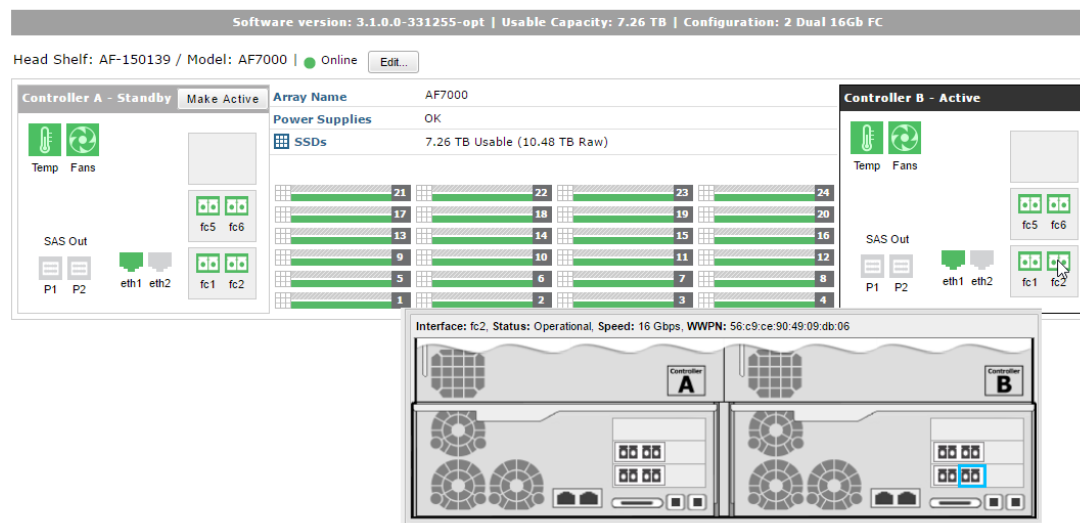 Software version: 3.1.0.0-331255-opt | Usable Capacity: 7.26 TB | Configuration: 2 Dual 16Gb FC
Head Shelf: AF-150139 / Model: AF7000 | Online Edit...
Controller A - Standby Make Active
Array Name AF7000
Controller B - Active
Power Supplies OK
SSDs 7.26 TB Usable (10.48 TB Raw)
Temp Fans
Temp Fans
21 22 23 24
17 18 19 20
fc5 fc6
fc5 fc6
13 14 15 16
SAS Out
SAS Out
9 10 11 12
5 6 7 8
P1 P2 eth1 eth2 fc1 fc2
P1 P2 eth1 eth2 fc1 fc2
1 2 3 4
Interface: fc2, Status: Operational, Speed: 16 Gbps, WWPN: 56:c9:ce:90:49:09:db:06
Controller
A
Controller
B